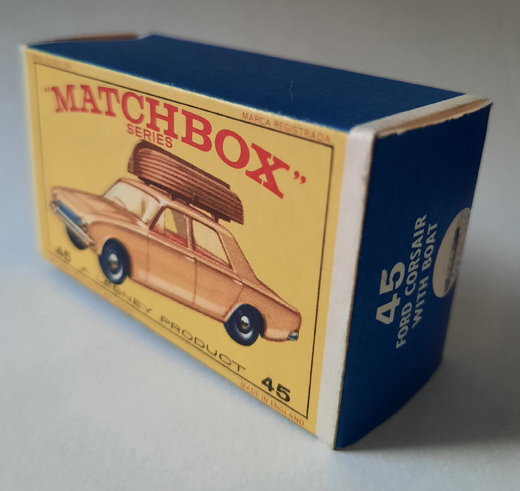 MARCA REGISTRADA
"MATCHBOX"
SERIES
45 A LESNEY PRODUCT 45
MADE IN ENGLAND
45
FORD CORSAIR
WITH BOAT